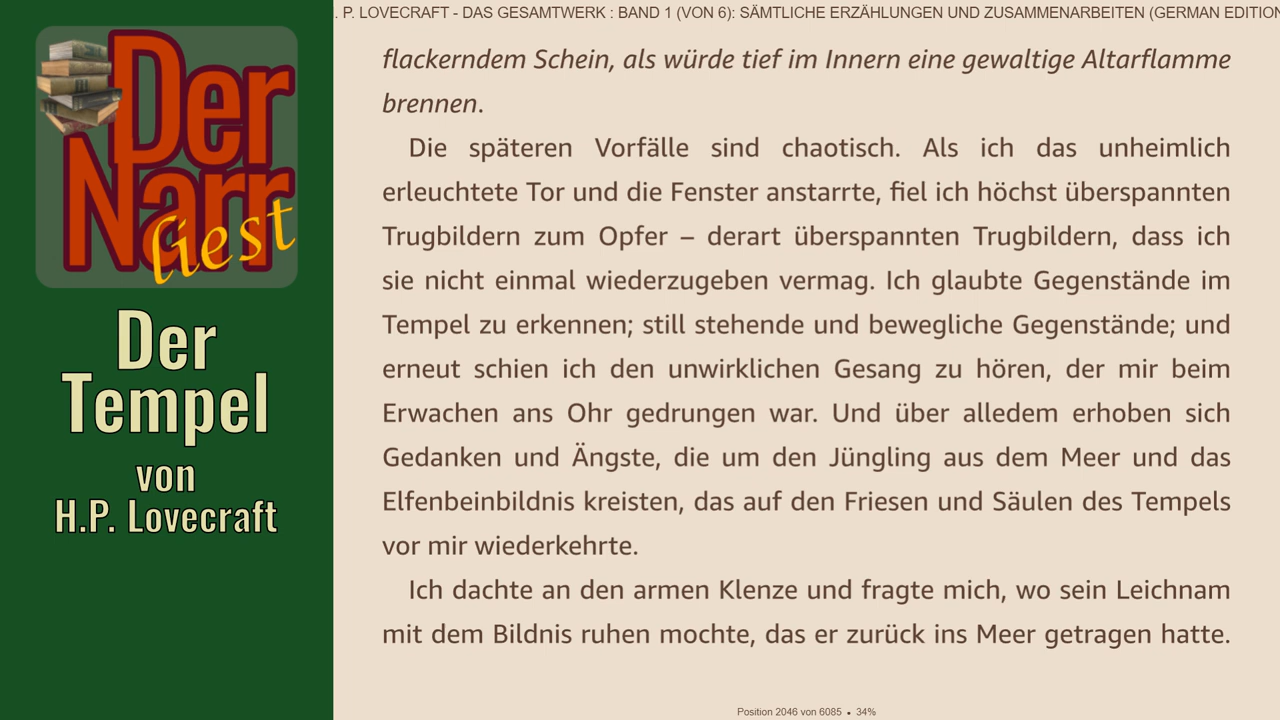 Der
Narr
liest
Der
Tempel
von
H.P. Lovecraft
. P. LOVECRAFT - DAS GESAMTWERK : BAND 1 (VON 6): SÄMTLICHE ERZÄHLUNGEN UND ZUSAMMENARBEITEN (GERMAN EDITION
flackerndem Schein, als würde tief im Innern eine gewaltige Altarflamme
brennen.
Die späteren Vorfälle sind chaotisch. Als ich das unheimlich
erleuchtete Tor und die Fenster anstarrte, fiel ich höchst überspannten
Trugbildern zum Opfer – derart überspannten Trugbildern, dass ich
sie nicht einmal wiederzugeben vermag. Ich glaubte Gegenstände im
Tempel zu erkennen; still stehende und bewegliche Gegenstände; und
erneut schien ich den unwirklichen Gesang zu hören, der mir beim
Erwachen ans Ohr gedrungen war. Und über alledem erhoben sich
Gedanken und Ängste, die um den Jüngling aus dem Meer und das
Elfenbeinbildnis kreisten, das auf den Friesen und Säulen des Tempels
vor mir wiederkehrte.
Ich dachte an den armen Klenze und fragte mich, wo sein Leichnam
mit dem Bildnis ruhen mochte, das er zurück ins Meer getragen hatte.
Position 2046 von 6085 • 34%